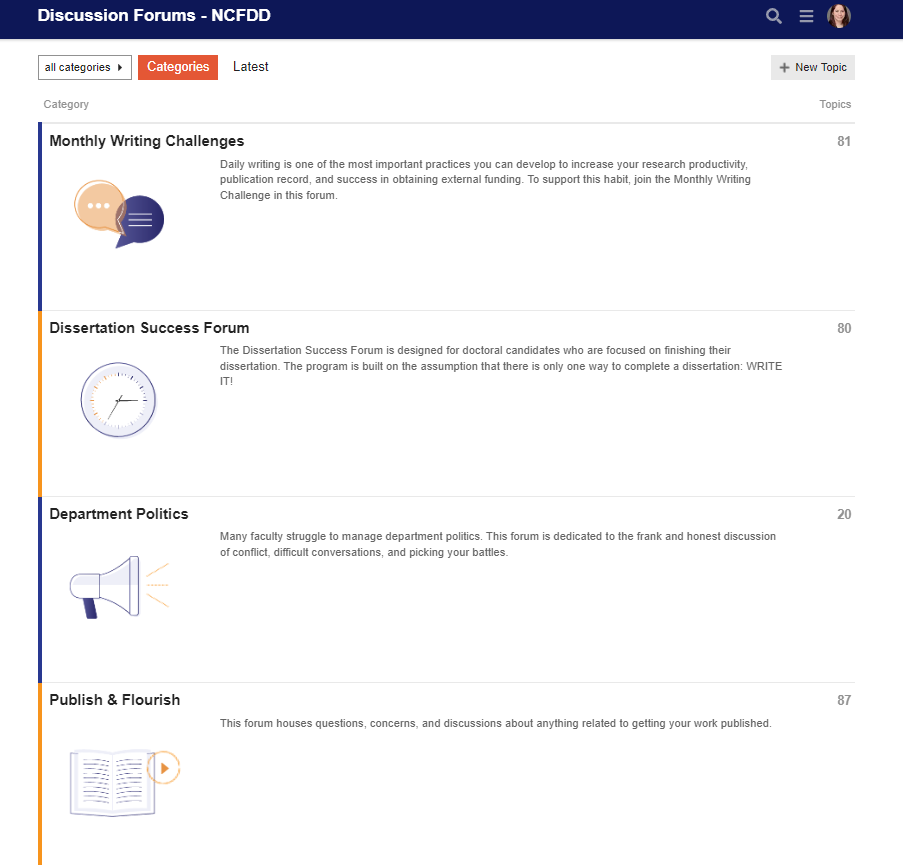 Discussion Forums - NCFDD
all categories
Categories
Latest
New Topic
Category
Topics
Monthly Writing Challenges
81
Daily writing is one of the most important practices you can develop to increase your research productivity,
publication record, and success in obtaining external funding. To support this habit, join the Monthly Writing
Challenge in this forum.
Dissertation Success Forum
80
The Dissertation Success Forum is designed for doctoral candidates who are focused on finishing their
dissertation. The program is built on the assumption that there is only one way to complete a dissertation: WRITE
IT!
Department Politics
20
Many faculty struggle to manage department politics. This forum is dedicated to the frank and honest discussion
of conflict, difficult conversations, and picking your battles.
Publish & Flourish
87
This forum houses questions, concerns, and discussions about anything related to getting your work published.